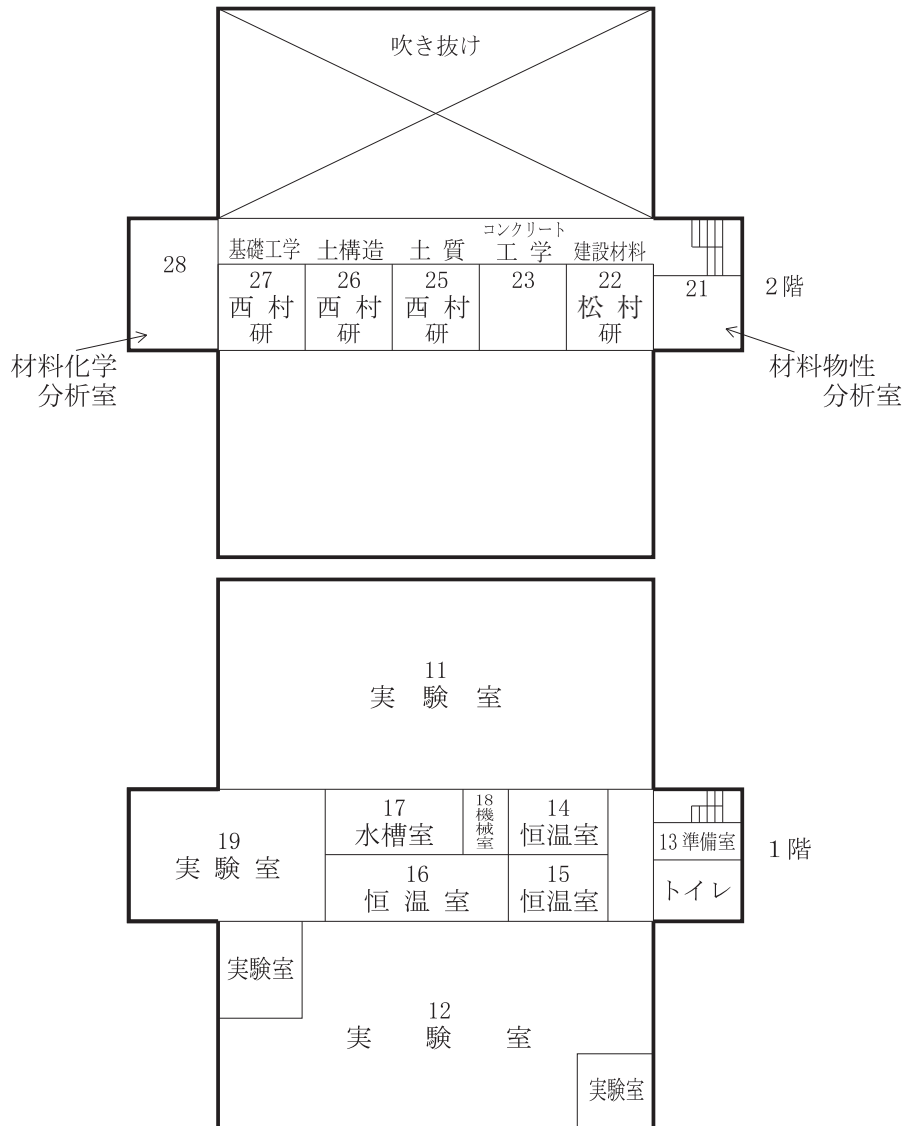 吹き抜け
28
基礎工学
土構造
土質
コンクリート
工学
建設材料
27
西村
研
26
西村
研
25
西村
研
23
22
松村
研
21
2階
材料化学
分析室
材料物性
分析室
11
実験室
19
実験室
17
水槽室
18
機械室
14
恒温室
16
恒温室
15
恒温室
13準備室
トイレ
1階
実験室
12
実験室
実験室